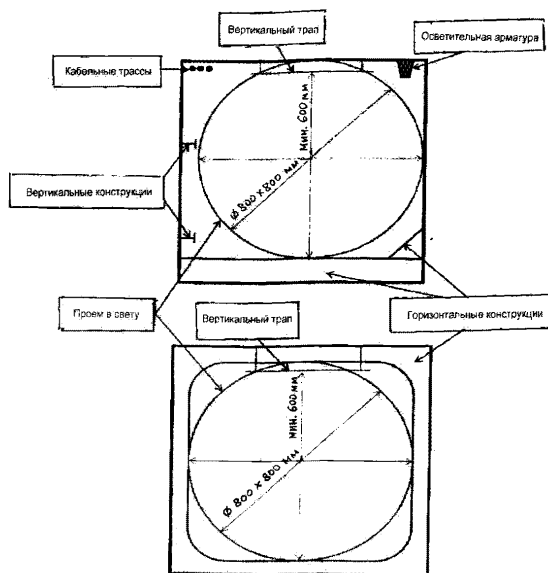 Вертикальный трап
Осветительная арматура
Кабельные трассы
мин. 600 мм
Ø 800 x 800 мм
Вертикальные конструкции
Проем в свету
Вертикальный трап
Горизонтальные конструкции
мин. 600 мм
Ø 800 x 800 мм